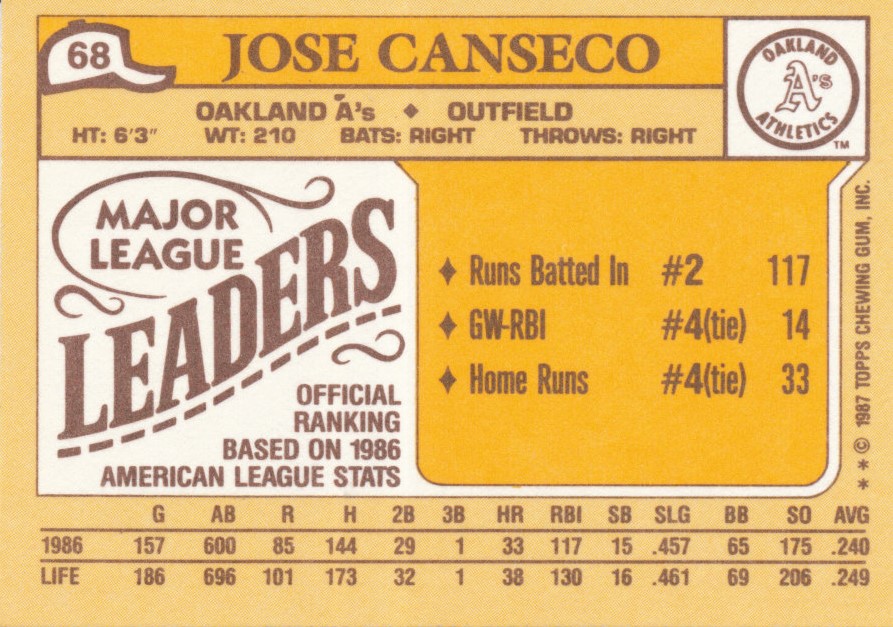 68
JOSE CANSECO
OAKLAND A's ♦ OUTFIELD
HT: 6'3" WT: 210 BATS: RIGHT THROWS: RIGHT
OAKLAND
A's
ATHLETICS
TM
MAJOR
LEAGUE
LEADERS
OFFICIAL
RANKING
BASED ON 1986
AMERICAN LEAGUE STATS
♦ Runs Batted In #2 117
♦ GW-RBI #4(tie) 14
♦ Home Runs #4(tie) 33
* * © 1987 TOPPS CHEWING GUM, INC.
G AB R H 2B 3B HR RBI SB SLG BB SO AVG
1986 157 600 85 144 29 1 33 117 15 .457 65 175 .240
LIFE 186 696 101 173 32 1 38 130 16 .461 69 206 .249